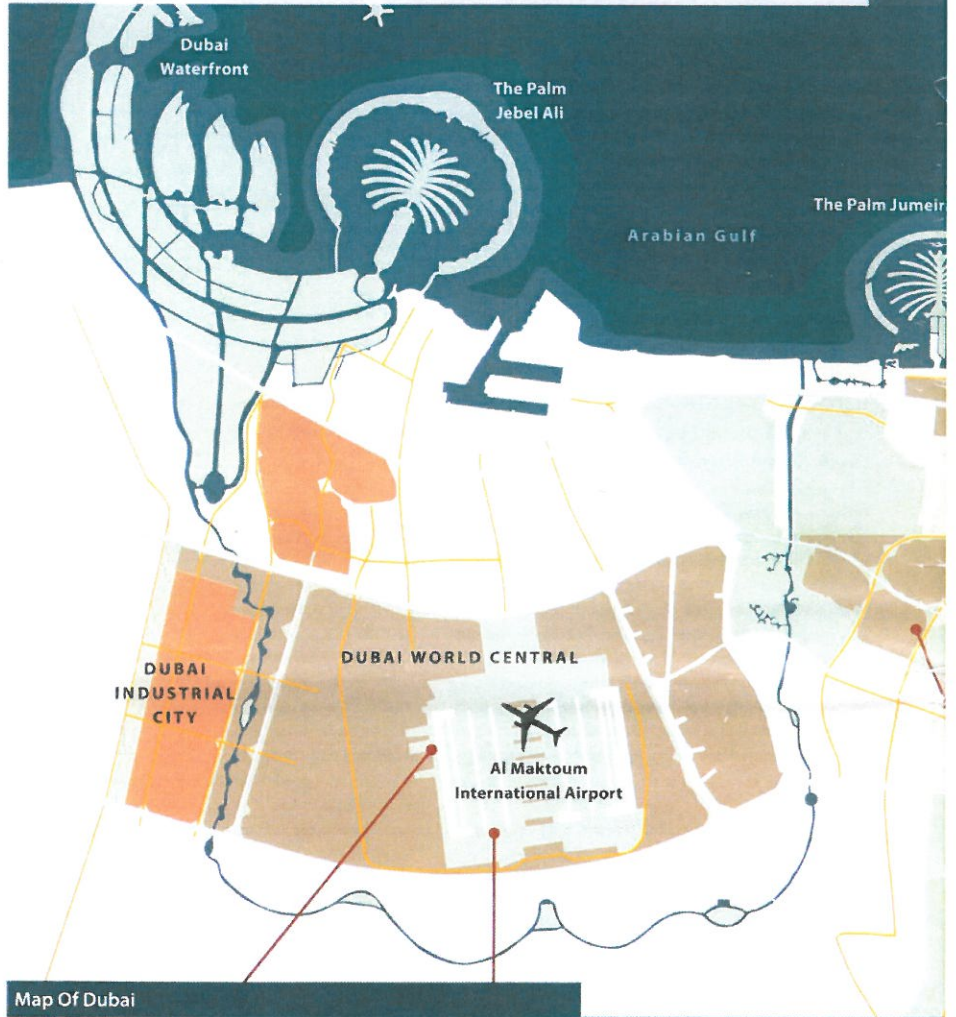 Dubai
Waterfront
The Palm
Jebel Ali
The Palm Jumeir
Arabian Gulf
DUBAI WORLD CENTRAL
DUBAI
INDUSTRIAL
CITY
Al Maktoum
International Airport
Map Of Dubai